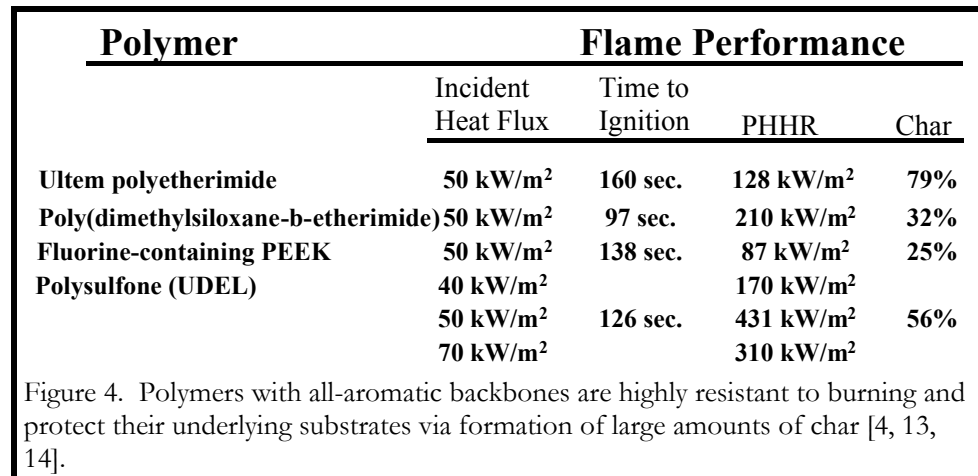 Polymer Flame Performance
Incident Time to
Heat Flux Ignition PHHR Char
Ultem polyetherimide 50 kW/m² 160 sec. 128 kW/m² 79%
Poly(dimethylsiloxane-b-etherimide) 50 kW/m² 97 sec. 210 kW/m² 32%
Fluorine-containing PEEK 50 kW/m² 138 sec. 87 kW/m² 25%
Polysulfone (UDEL) 40 kW/m² 170 kW/m²
50 kW/m² 126 sec. 431 kW/m² 56%
70 kW/m² 310 kW/m²
Figure 4. Polymers with all-aromatic backbones are highly resistant to burning and
protect their underlying substrates via formation of large amounts of char [4, 13,
14].